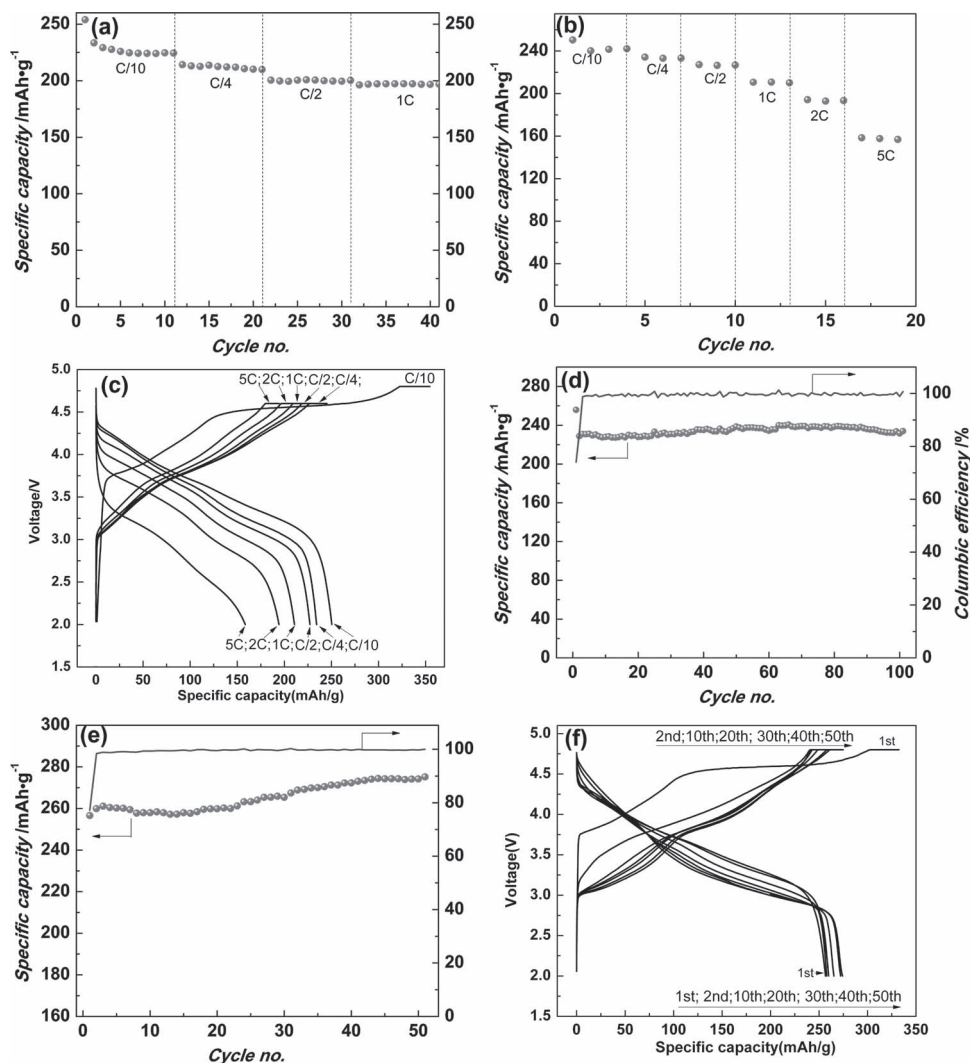 (a)
250
200
150
100
50
0
Specific capacity /mAh•g-1
C/10
C/4
C/2
1C
250
200
150
100
50
0
0 5 10 15 20 25 30 35 40
Cycle no.
(b)
240
200
160
120
80
40
0
Specific capacity /mAh•g-1
C/10
C/4
C/2
1C
2C
5C
0 5 10 15 20
Cycle no.
(c)
5.0
4.5
4.0
3.5
3.0
2.5
2.0
1.5
Voltage/V
5C;2C;1C;C/2;C/4;
C/10
5C;2C;1C;C/2;C/4;C/10
0 50 100 150 200 250 300 350
Specific capacity(mAh/g)
(d)
280
240
200
160
120
80
40
0
Specific capacity /mAh•g-1
100
80
60
40
20
0
Columbic efficiency /%
0 20 40 60 80 100
Cycle no.
(e)
300
280
260
240
220
200
180
160
Specific capacity /mAh•g-1
100
80
60
40
20
0
0 10 20 30 40 50
Cycle no.
(f)
2nd;10th;20th; 30th;40th;50th
1st
5.0
4.5
4.0
3.5
3.0
2.5
2.0
1.5
Voltage(V)
1st
1st; 2nd;10th;20th; 30th;40th;50th
0 50 100 150 200 250 300 350
Specific capacity(mAh/g)